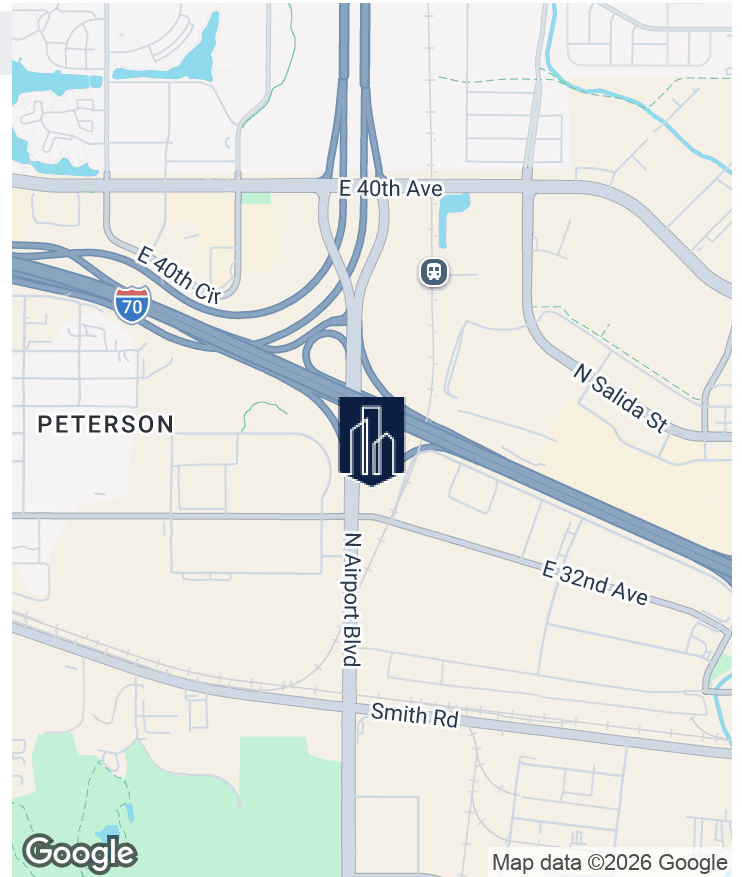 E 40th Ave
E 40th Cir
70
N Salida St
PETERSON
E 32nd Ave
N Airport Blvd
Smith Rd
Google
Map data ©2026 Google